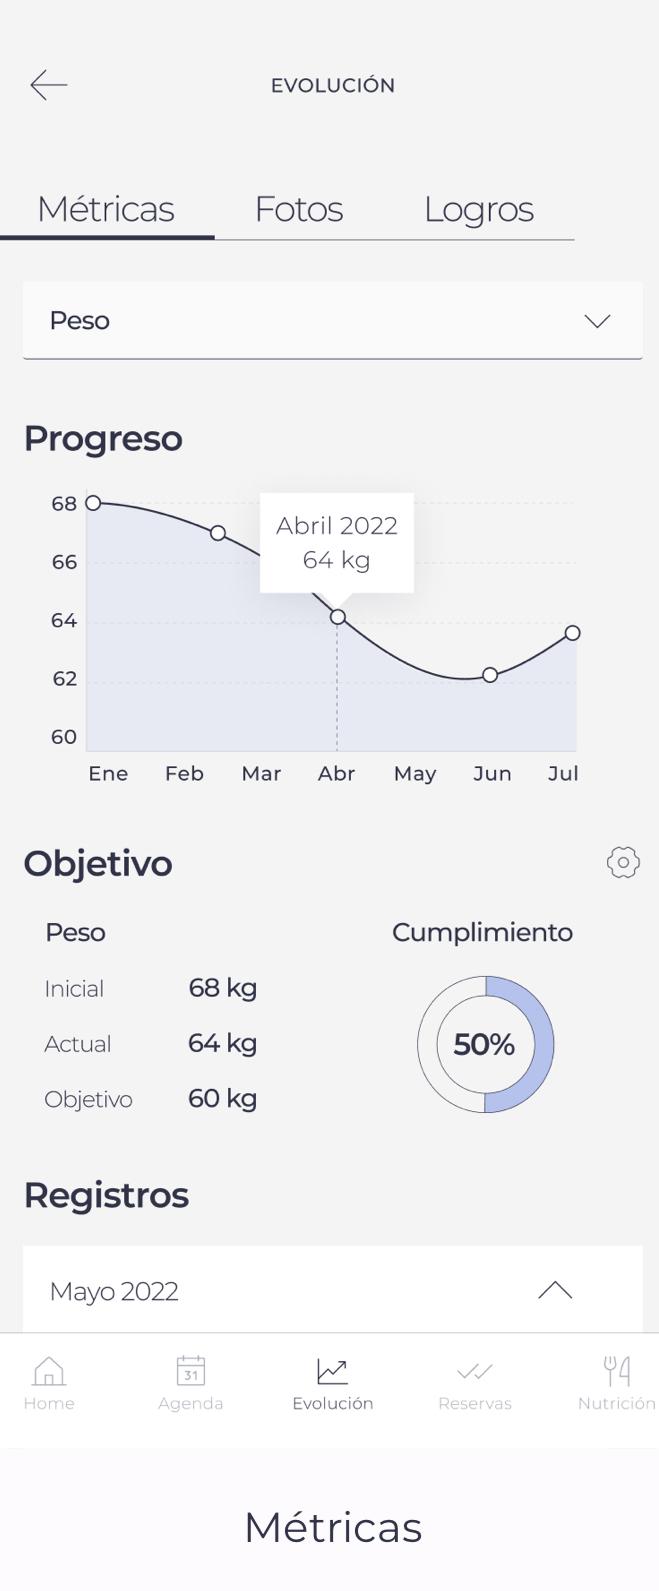 EVOLUCIÓN
Métricas Fotos Logros
Peso
Progreso
Abril 2022
64 kg
68
66
64
62
60
Ene Feb Mar Abr May Jun Jul
Objetivo
Peso Cumplimiento
Inicial 68 kg
Actual 64 kg
50%
Objetivo 60 kg
Registros
Mayo 2022
31
Home Agenda Evolución Reservas Nutrición
Métricas